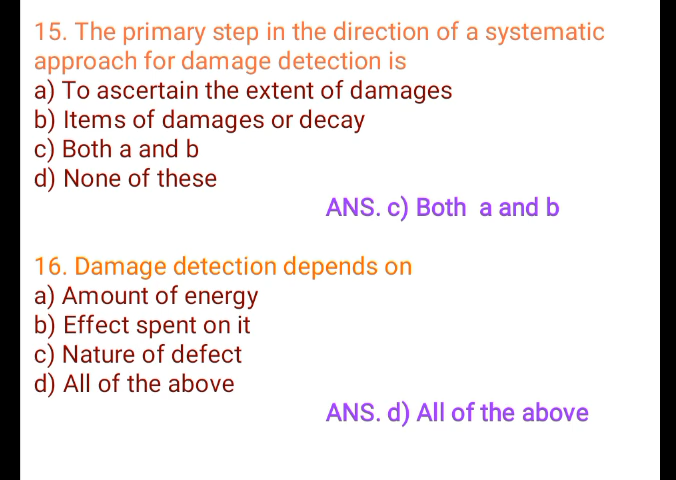 15. The primary step in the direction of a systematic
approach for damage detection is
a) To ascertain the extent of damages
b) Items of damages or decay
c) Both a and b
d) None of these
ANS. c) Both a and b
16. Damage detection depends on
a) Amount of energy
b) Effect spent on it
c) Nature of defect
d) All of the above
ANS. d) All of the above